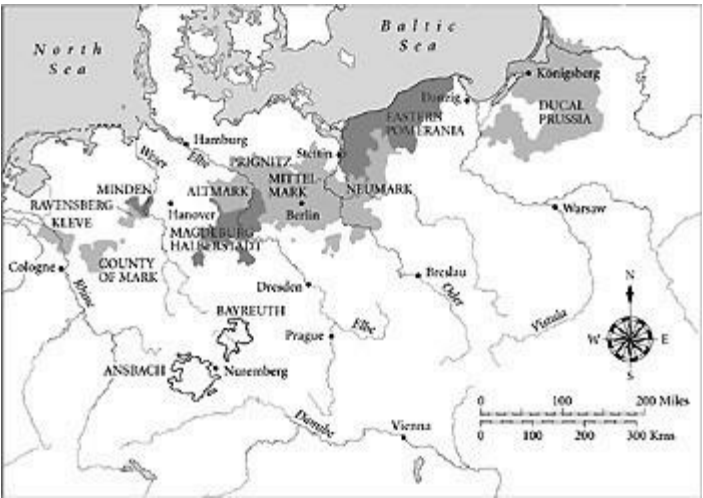 North
Sea
Baltic
Sea
Königsberg
Danzig
DUCAL
PRUSSIA
EASTERN
POMERANIA
Hamburg
Weser
Elbe
Stettin
PRIGNITZ
MITTEL-
MARK
ALTMARK
NEUMARK
MINDEN
RAVENSBERG
KLEVE
Hanover
Berlin
Warsaw
MAGDEBURG
HALBERSTADT
Cologne
COUNTY
OF MARK
Rhine
Dresden
Breslau
Oder
N
BAYREUTH
Elbe
Prague
Vistula
W
E
ANSBACH
Nuremberg
S
Danube
Vienna
0 100 200 Miles
0 100 200 300 Kms